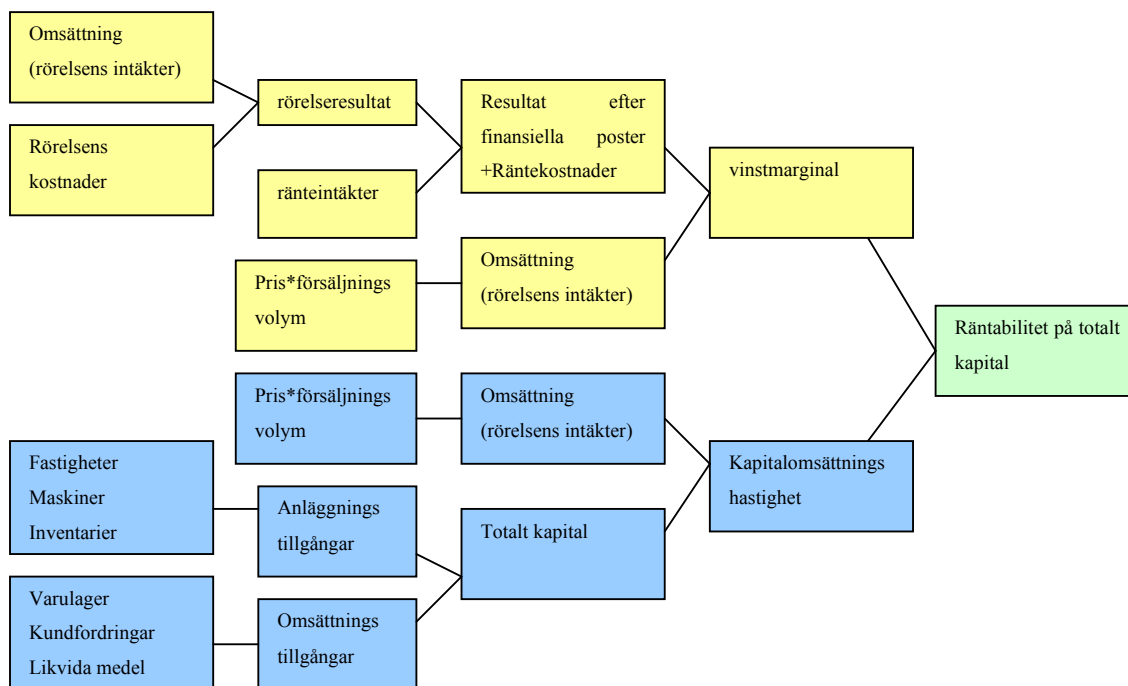 Omsättning
(rörelsens intäkter)
Rörelsens
kostnader
rörelseresultat
ränteintäkter
Resultat efter
finansiella poster
+Räntekostnader
vinstmarginal
Pris*försäljnings
volym
Omsättning
(rörelsens intäkter)
Räntabilitet på totalt
kapital
Pris*försäljnings
volym
Omsättning
(rörelsens intäkter)
Kapitalomsättnings
hastighet
Fastigheter
Maskiner
Inventarier
Anläggnings
tillgångar
Totalt kapital
Varulager
Kundfordringar
Likvida medel
Omsättnings
tillgångar